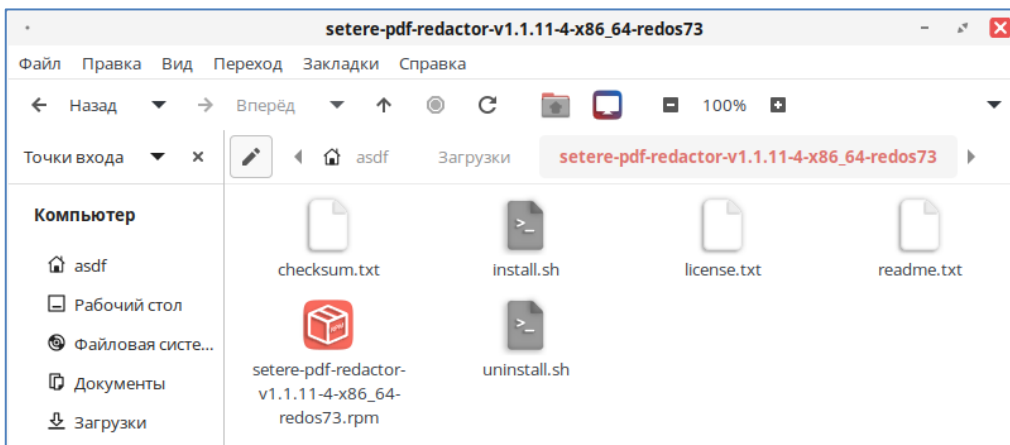 setere-pdf-redactor-v1.1.11-4-x86_64-redos73
Файл Правка Вид Переход Закладки Справка
Назад Вперёд 100%
Точки входа asdf Загрузки setere-pdf-redactor-v1.1.11-4-x86_64-redos73
Компьютер
asdf
Рабочий стол
Файловая систе...
Документы
Загрузки
checksum.txt install.sh license.txt readme.txt
setere-pdf-redactor-
v1.1.11-4-x86_64-
redos73.rpm
uninstall.sh